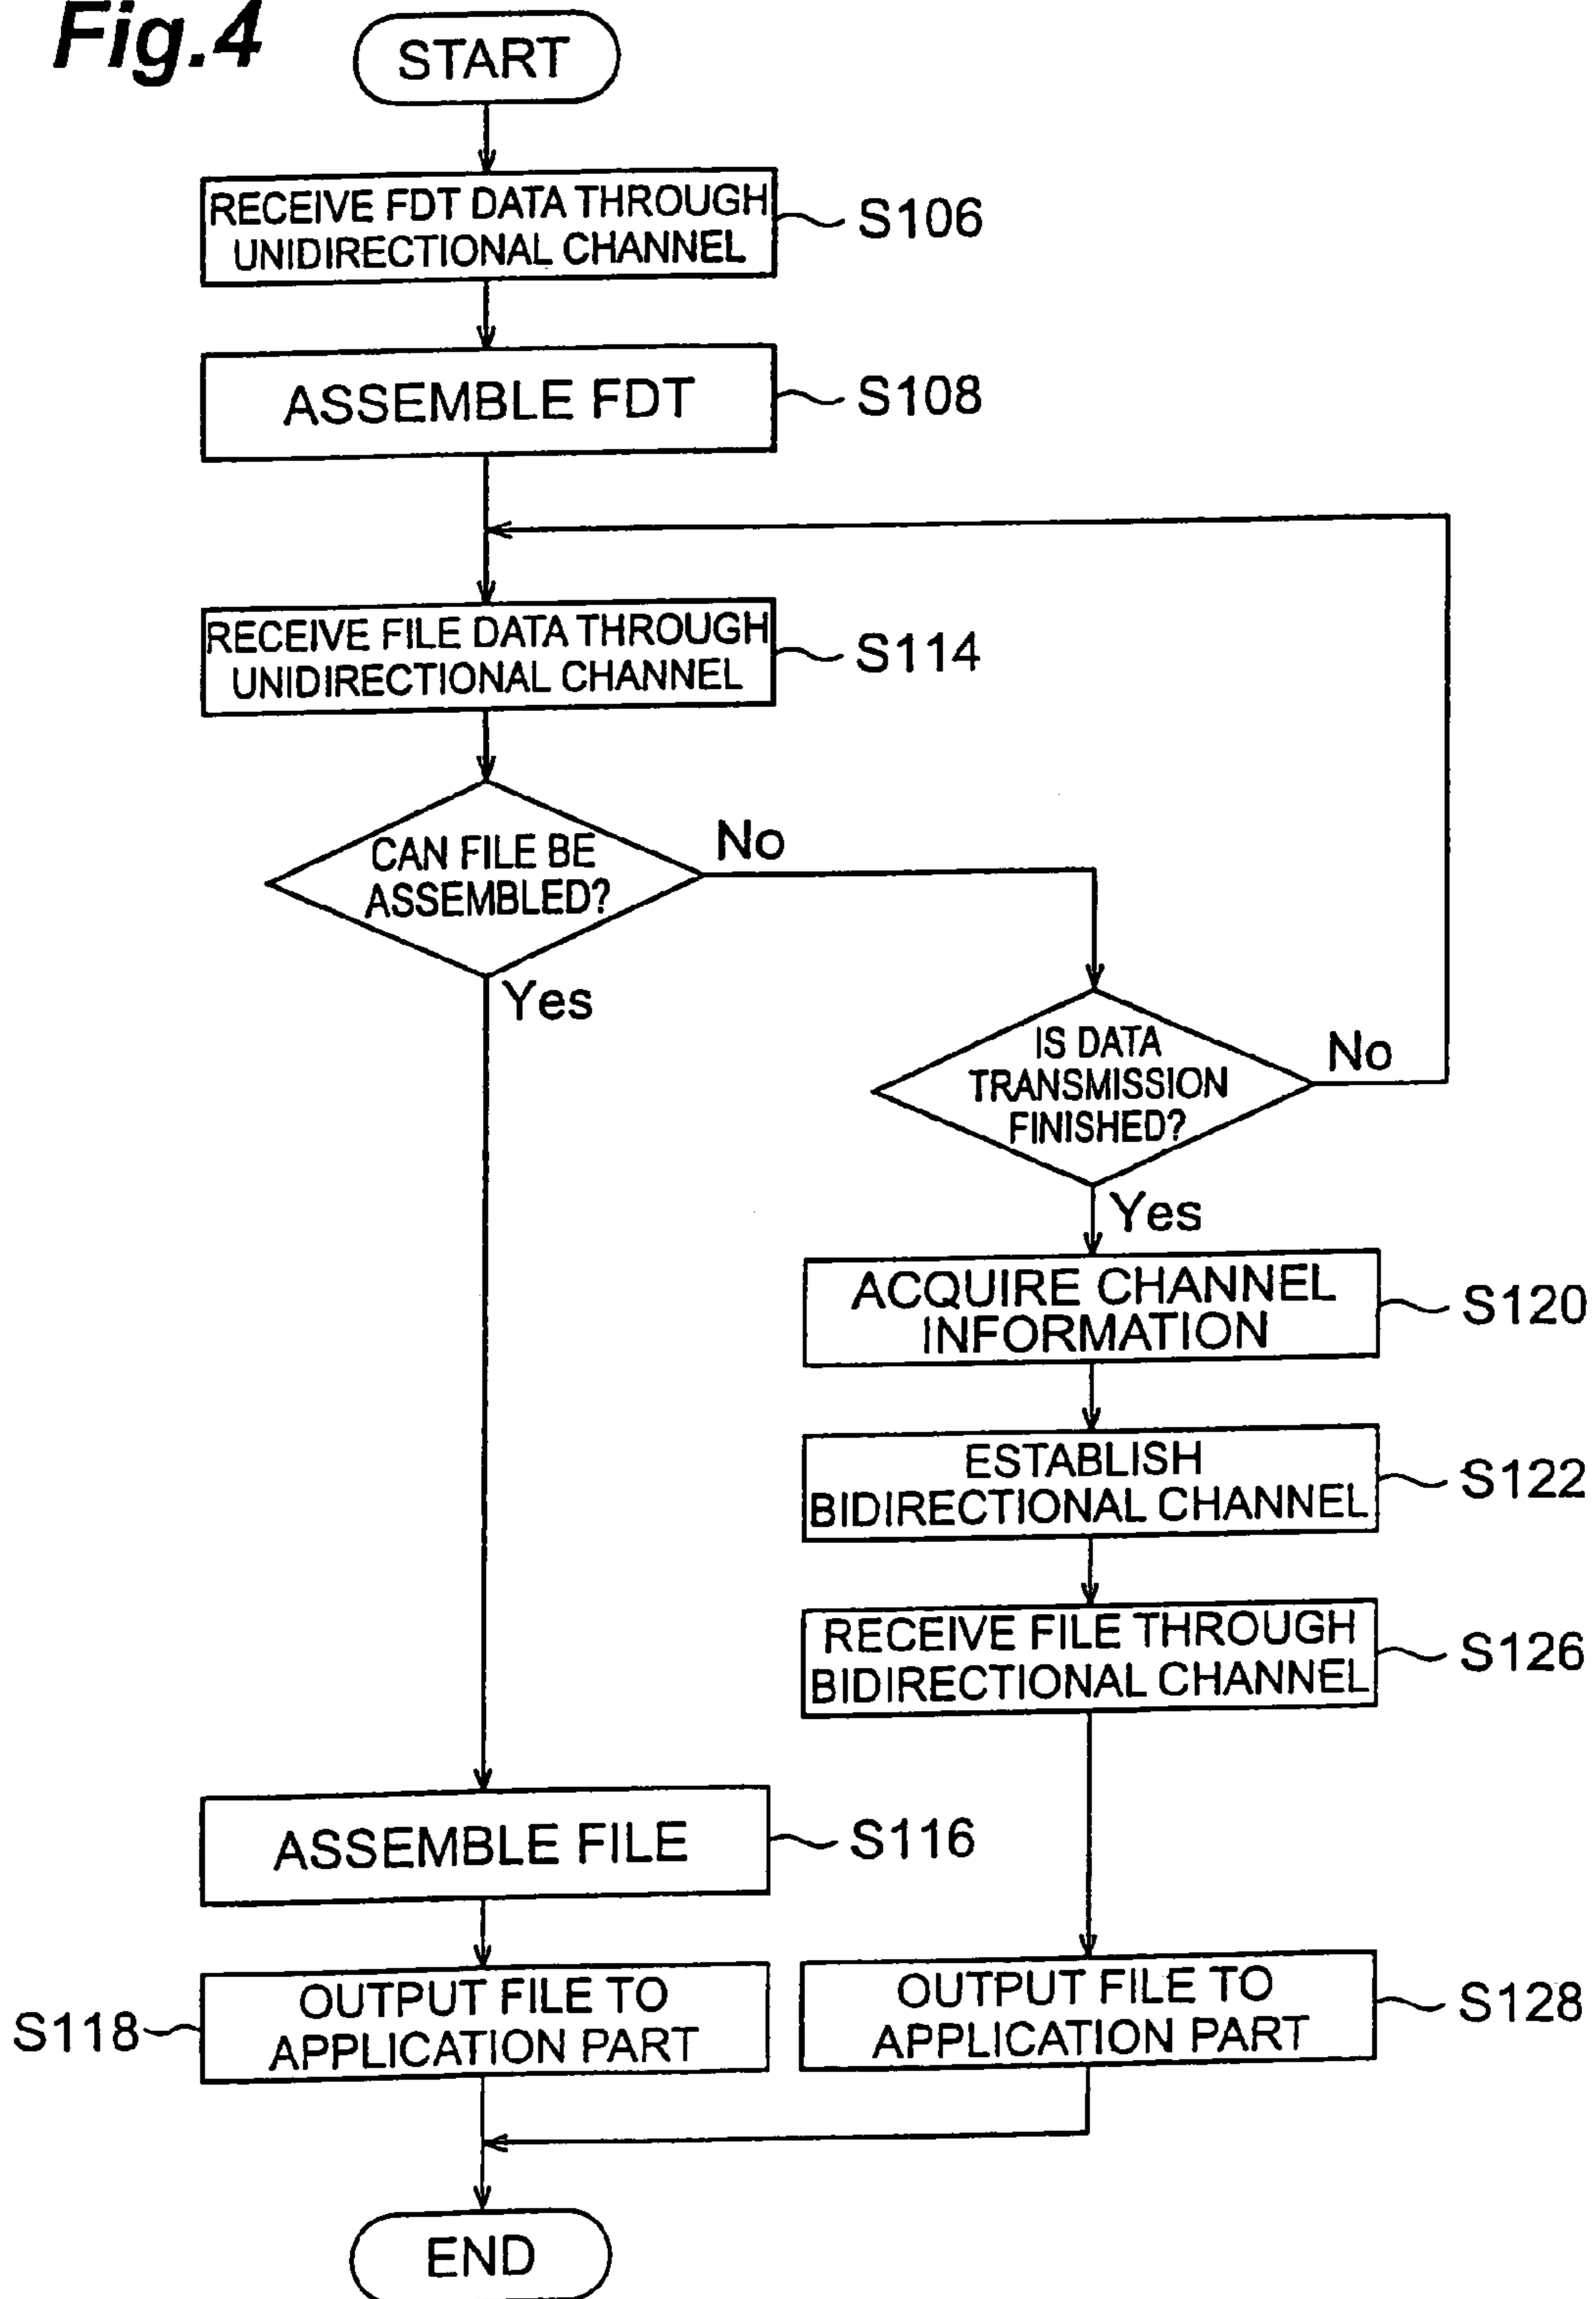 Fig.4
START
RECEIVE FDT DATA THROUGH
UNIDIRECTIONAL CHANNEL
S106
ASSEMBLE FDT
S108
RECEIVE FILE DATA THROUGH
UNIDIRECTIONAL CHANNEL
S114
CAN FILE BE
ASSEMBLED?
No
Yes
IS DATA
TRANSMISSION
FINISHED?
No
Yes
ACQUIRE CHANNEL
INFORMATION
S120
ESTABLISH
BIDIRECTIONAL CHANNEL
S122
RECEIVE FILE THROUGH
BIDIRECTIONAL CHANNEL
S126
ASSEMBLE FILE
S116
OUTPUT FILE TO
APPLICATION PART
S118
OUTPUT FILE TO
APPLICATION PART
S128
END